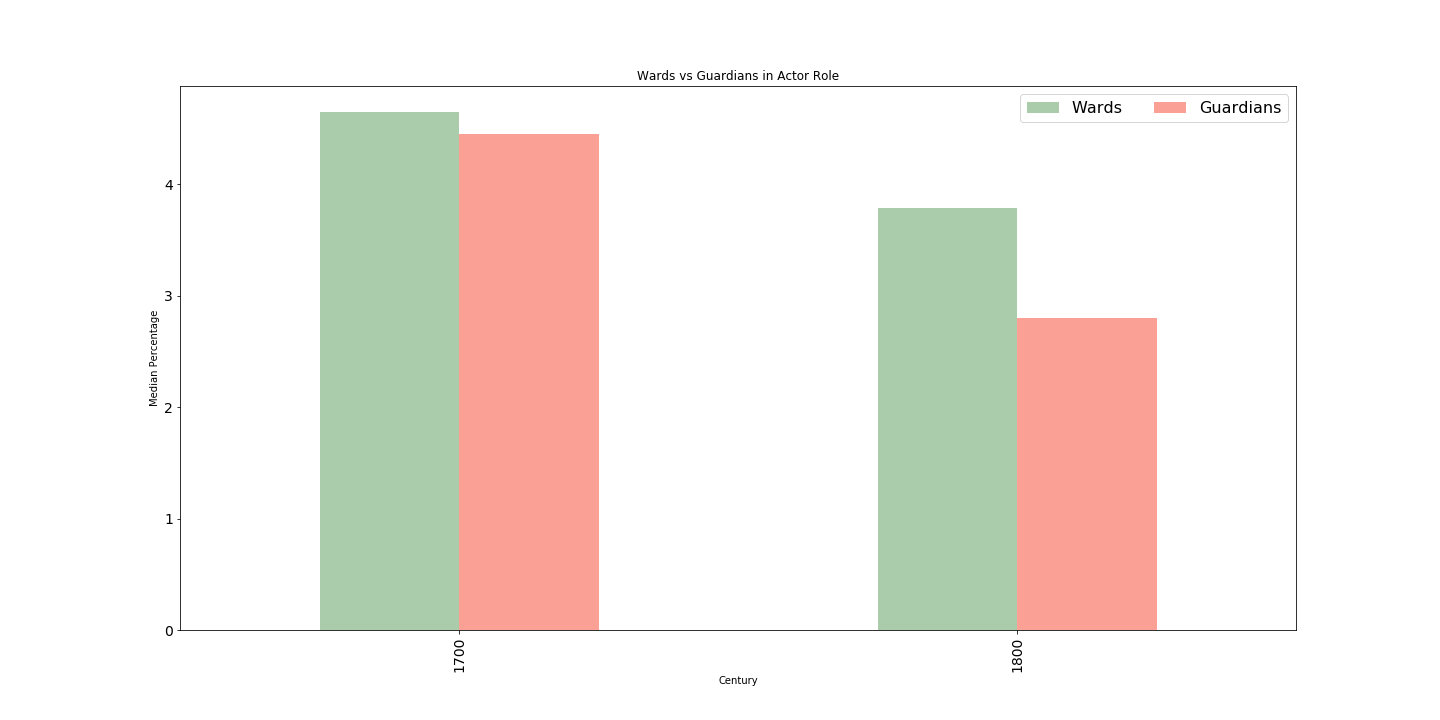 Wards vs Guardians in Actor Role
Wards Guardians
4
3
2
1
0
Median Percentage
1700 1800
Century